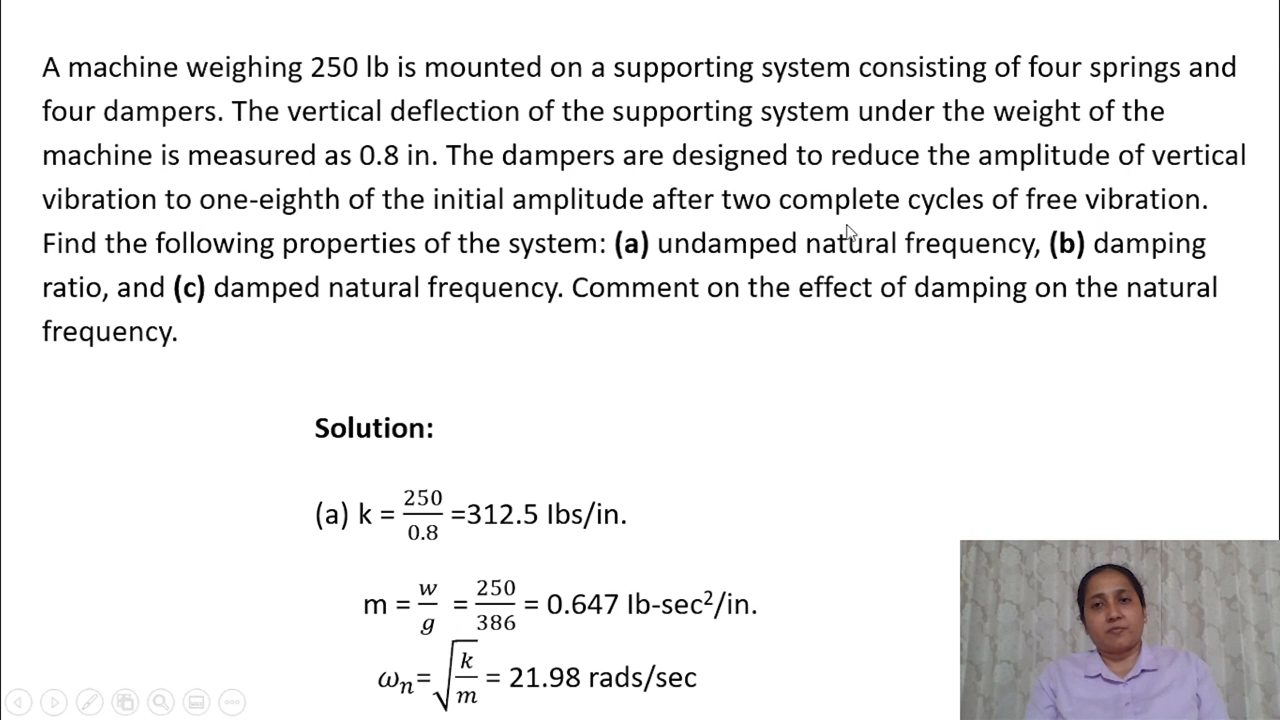 A machine weighing 250 lb is mounted on a supporting system consisting of four springs and
four dampers. The vertical deflection of the supporting system under the weight of the
machine is measured as 0.8 in. The dampers are designed to reduce the amplitude of vertical
vibration to one-eighth of the initial amplitude after two complete cycles of free vibration.
Find the following properties of the system: (a) undamped natural frequency, (b) damping
ratio, and (c) damped natural frequency. Comment on the effect of damping on the natural
frequency.
Solution:
(a) k = 250/0.8 =312.5 Ibs/in.
m = w/g = 250/386 = 0.647 Ib-sec²/in.
ωₙ= √(k/m) = 21.98 rads/sec